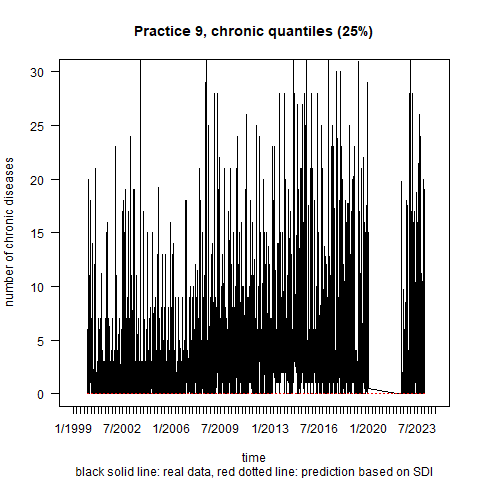 Practice 9, chronic quantiles (25%)
number of chronic diseases
30
25
20
15
10
5
0
1/1999 7/2002 1/2006 7/2009 1/2013 7/2016 1/2020 7/2023
time
black solid line: real data, red dotted line: prediction based on SDI